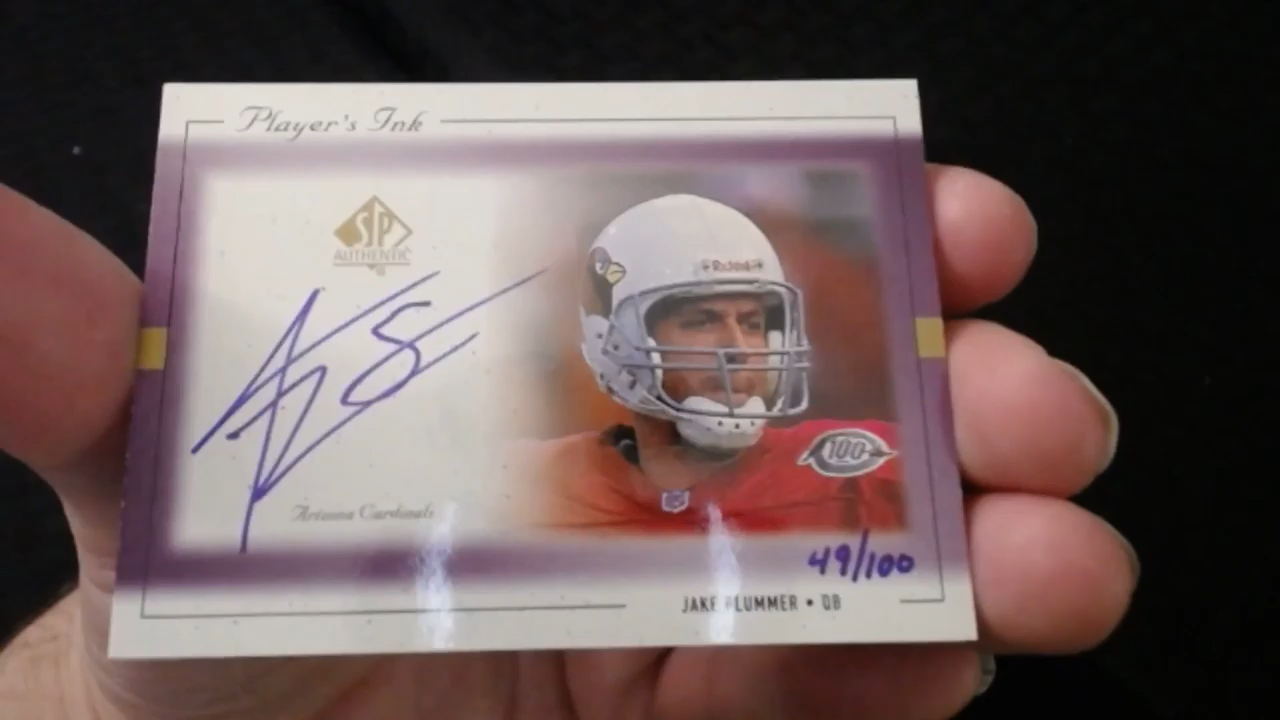 Player's Ink
SP
AUTHENTIC
Riddell
100
Arizona Cardinals
49/100
JAKE PLUMMER • QB